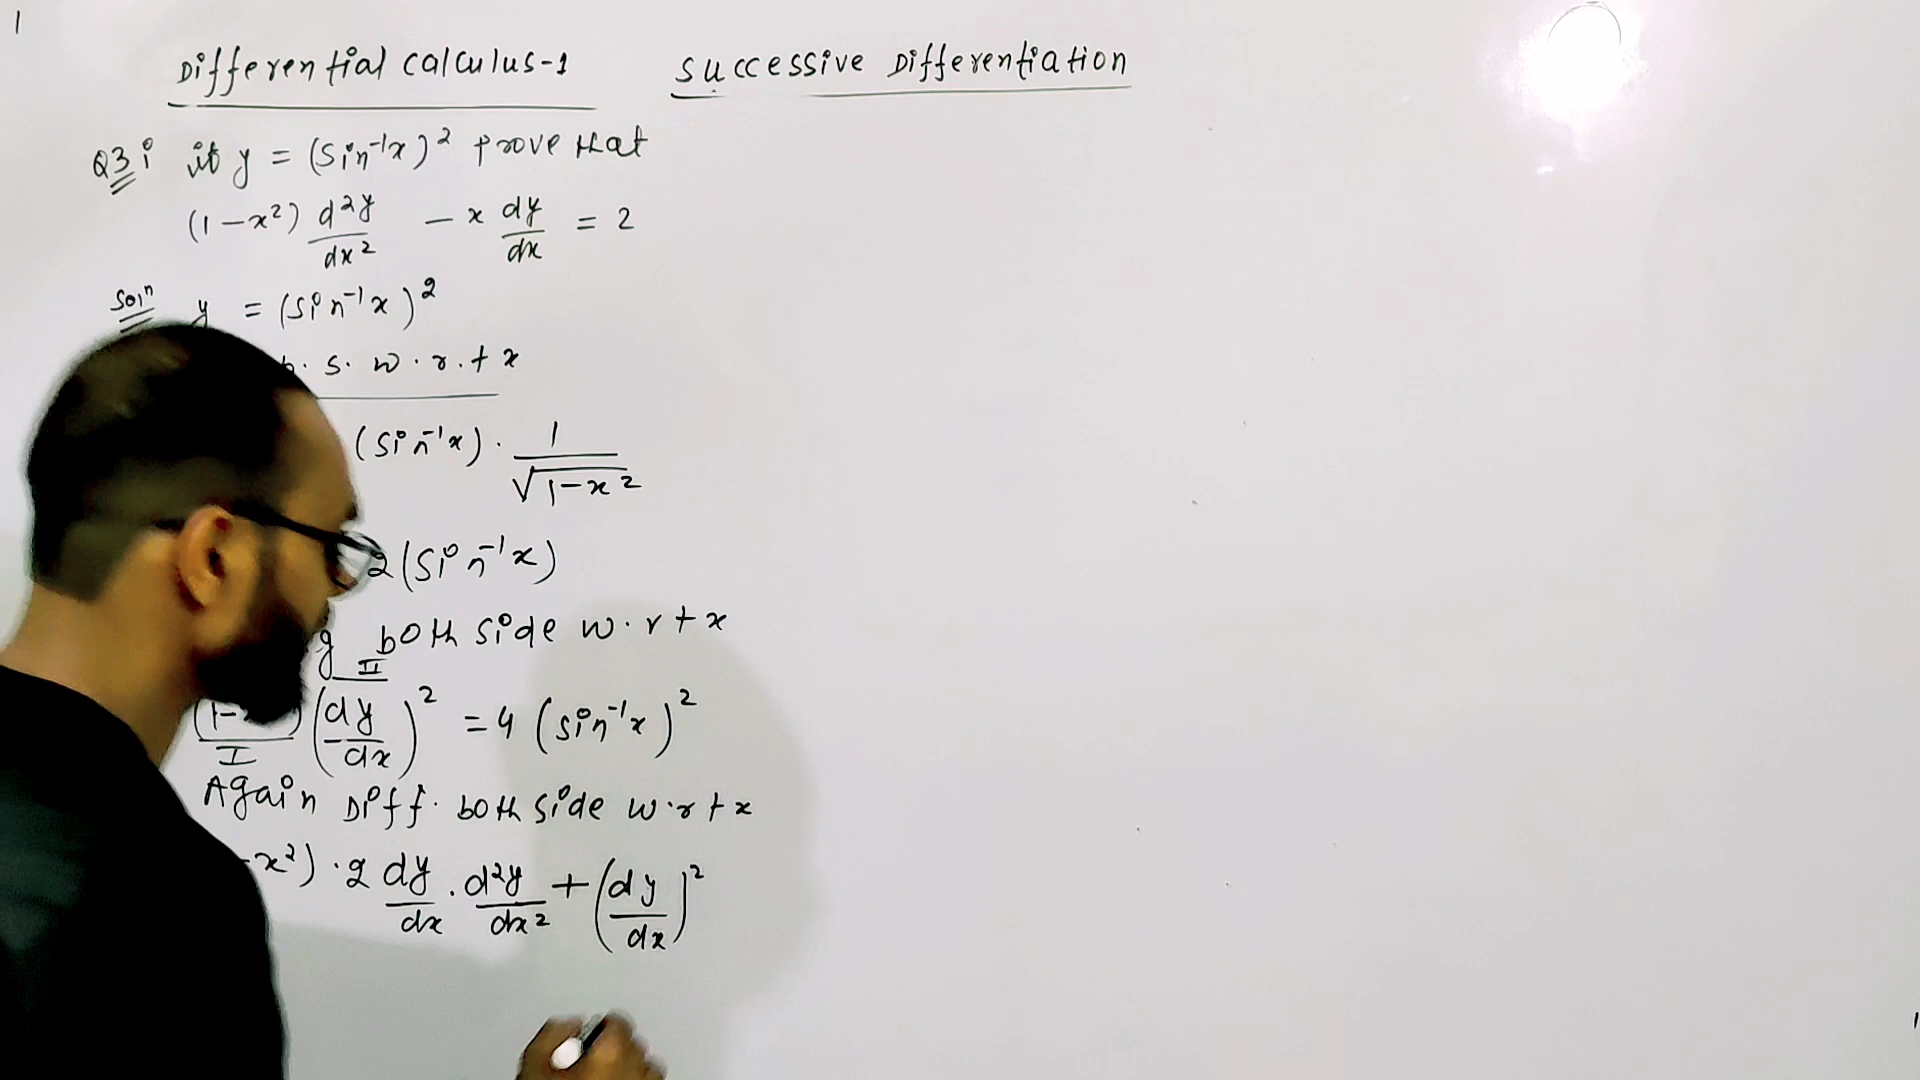 Differential calculus-1
successive Differentiation
Q3: if y = (Sin⁻¹x)² prove that
(1-x²) d²y/dx² - x dy/dx = 2
Solⁿ y = (sin⁻¹x)²
b. s. w.r.t x
(sin⁻¹x) · 1/√1-x²
2(sin⁻¹x)
g both side w.r t x
II
(dy/dx)² = 4 (sin⁻¹x)²
I
Again Diff. both side w.r t x
-x²) · 2 dy/dx . d²y/dx² + (dy/dx)²